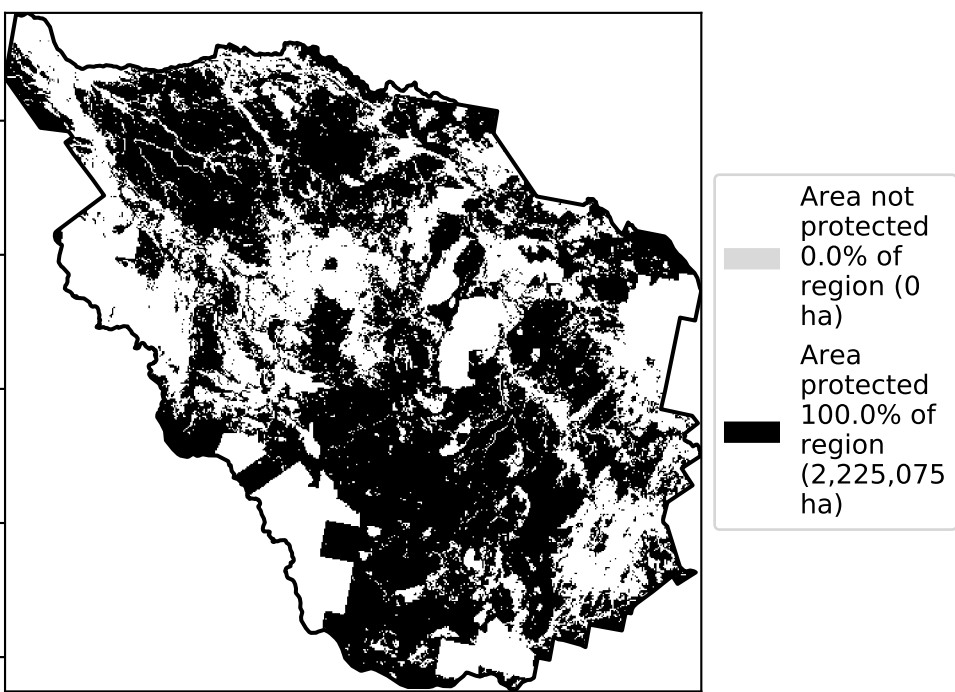 Area not
protected
0.0% of
region (0
ha)
Area
protected
100.0% of
region
(2,225,075
ha)